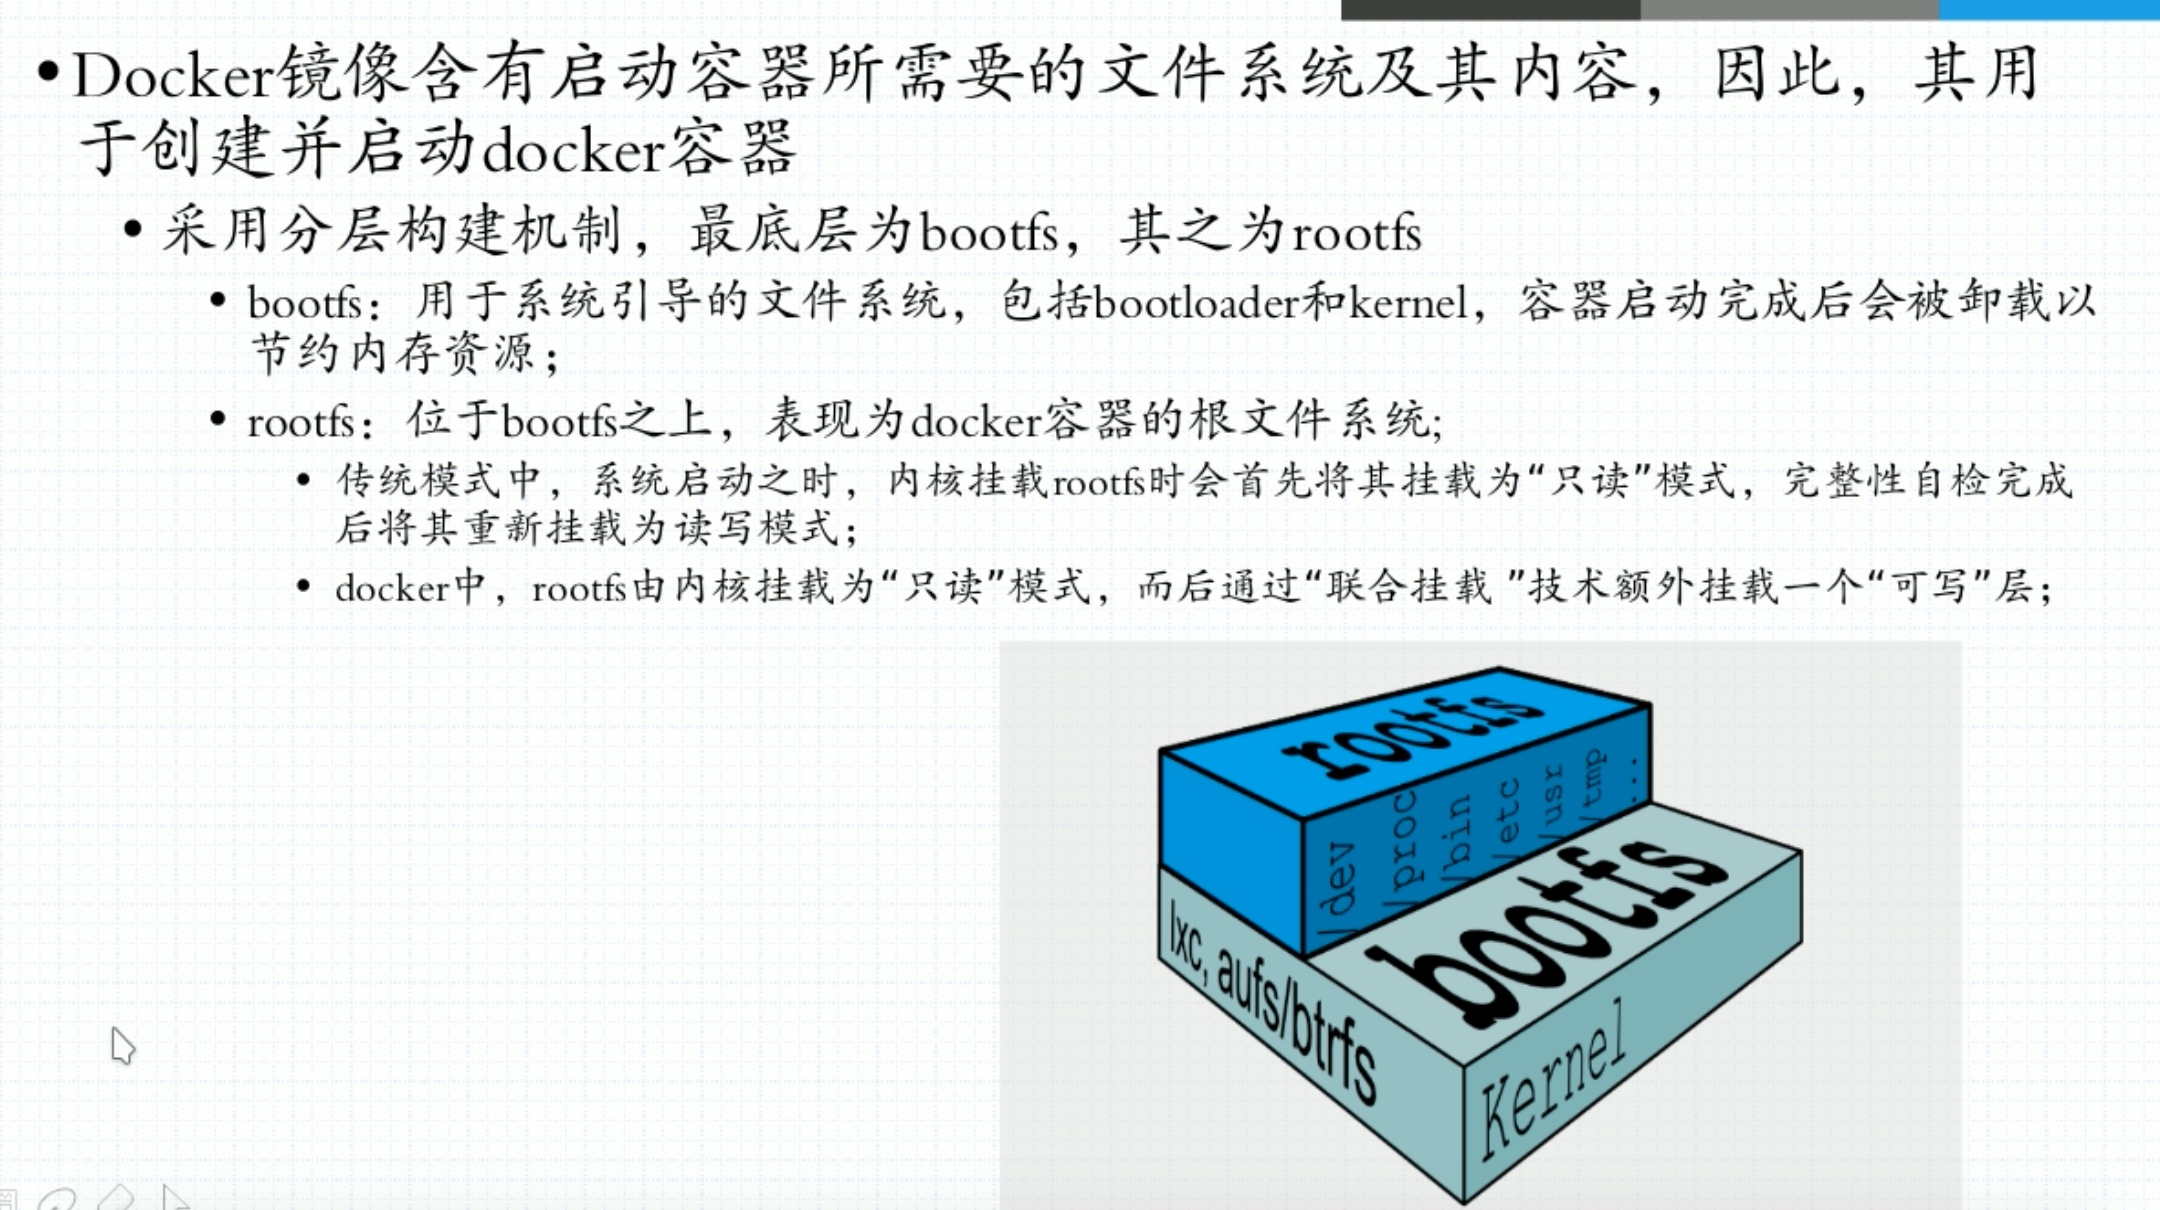 •Docker镜像含有启动容器所需要的文件系统及其内容，因此，其用
于创建并启动docker容器
• 采用分层构建机制，最底层为bootfs，其之为rootfs
• bootfs：用于系统引导的文件系统，包括bootloader和kernel，容器启动完成后会被卸载以
节约内存资源；
• rootfs：位于bootfs之上，表现为docker容器的根文件系统;
• 传统模式中，系统启动之时，内核挂载rootfs时会首先将其挂载为“只读”模式，完整性自检完成
后将其重新挂载为读写模式；
• docker中，rootfs由内核挂载为“只读”模式，而后通过“联合挂载 ”技术额外挂载一个“可写”层；
rootfs
/dev
/proc
/bin
/etc
/usr
/tmp
...
bootfs
lxc, aufs/btrfs
Kernel